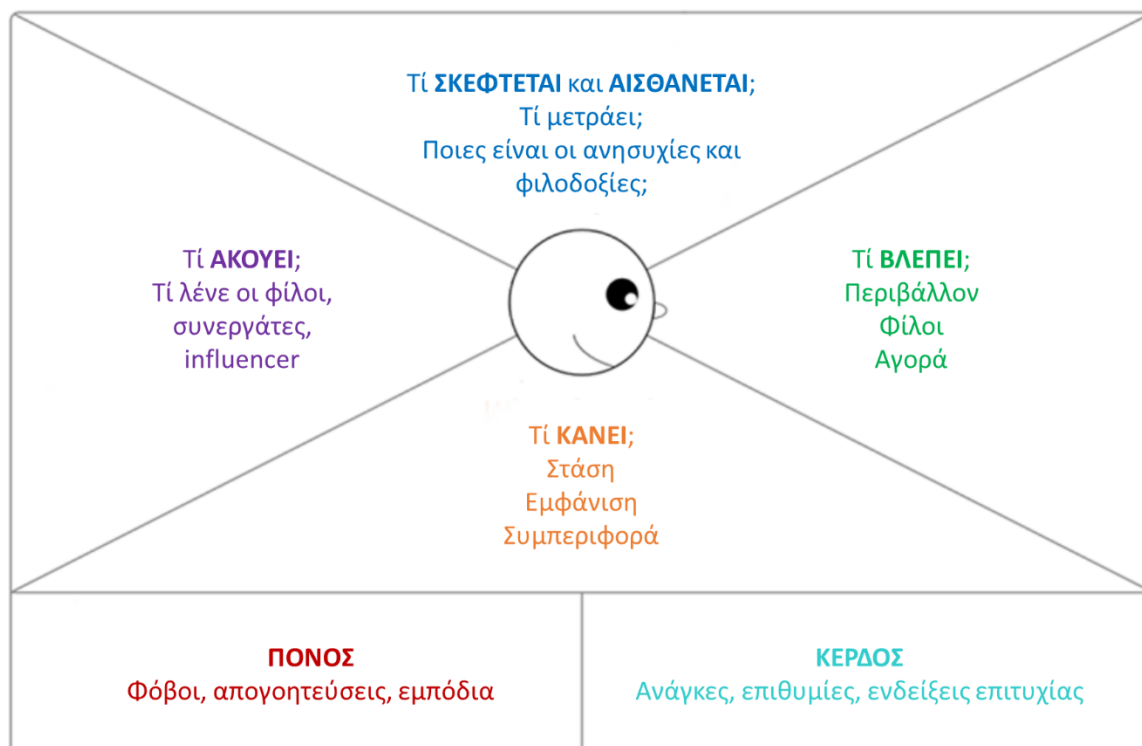 Τί ΣΚΕΦΤΕΤΑΙ και ΑΙΣΘΑΝΕΤΑΙ;
Τί μετράει;
Ποιες είναι οι ανησυχίες και
φιλοδοξίες;
Τί ΑΚΟΥΕΙ;
Τί λένε οι φίλοι,
συνεργάτες,
influencer
Τί ΒΛΕΠΕΙ;
Περιβάλλον
Φίλοι
Αγορά
Τί ΚΑΝΕΙ;
Στάση
Εμφάνιση
Συμπεριφορά
ΠΟΝΟΣ
Φόβοι, απογοητεύσεις, εμπόδια
ΚΕΡΔΟΣ
Ανάγκες, επιθυμίες, ενδείξεις επιτυχίας